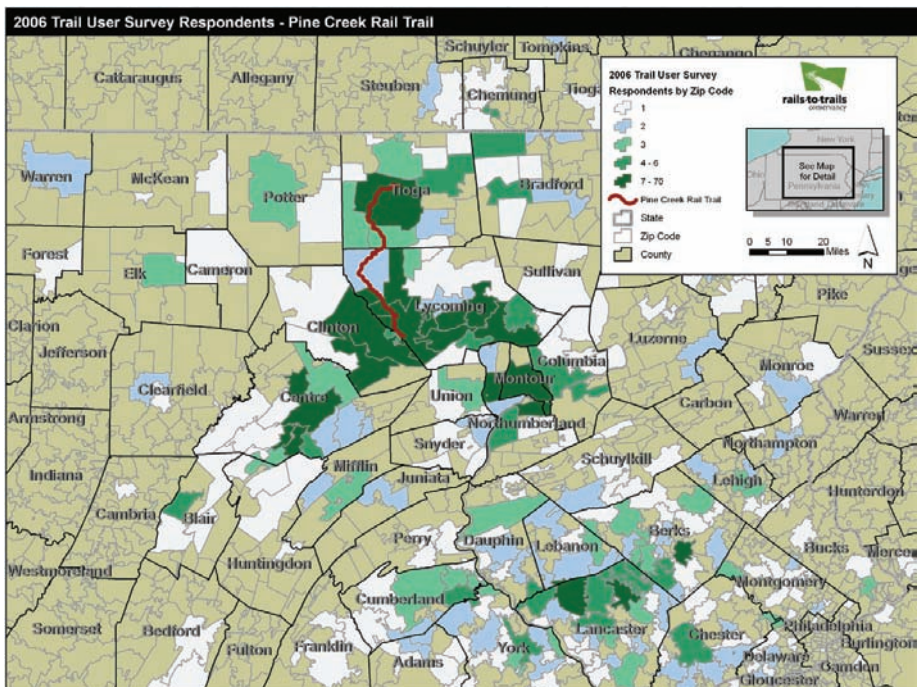 2006 Trail User Survey Respondents - Pine Creek Rail Trail
Schuyler
Tompkins
Chenango
Cattaraugus
Allegany
Steuben
Chemung
Tioga
2006 Trail User Survey
Respondents by Zip Code
1
2
3
4 - 6
7 - 70
Pine Creek Rail Trail
State
Zip Code
County
rails-to-trails
conservancy
New York
See Map
for Detail
Ohio
Pennsylvania
0 5 10 20
Miles
N
Warren
McKean
Potter
Tioga
Bradford
Forest
Elk
Cameron
Sullivan
Pike
Clarion
Clinton
Lycoming
Luzerne
Sussex
Jefferson
Columbia
Monroe
Clearfield
Centre
Union
Montour
Carbon
Warren
Armstrong
Northumberland
Northampton
Snyder
Indiana
Mifflin
Juniata
Schuylkill
Lehigh
Hunterdon
Cambria
Blair
Perry
Dauphin
Lebanon
Berks
Bucks
Mercer
Westmoreland
Huntingdon
Montgomery
Cumberland
Lancaster
Philadelphia
Somerset
Bedford
Fulton
Franklin
Adams
York
Chester
Delaware
Burlington
Camden
Gloucester